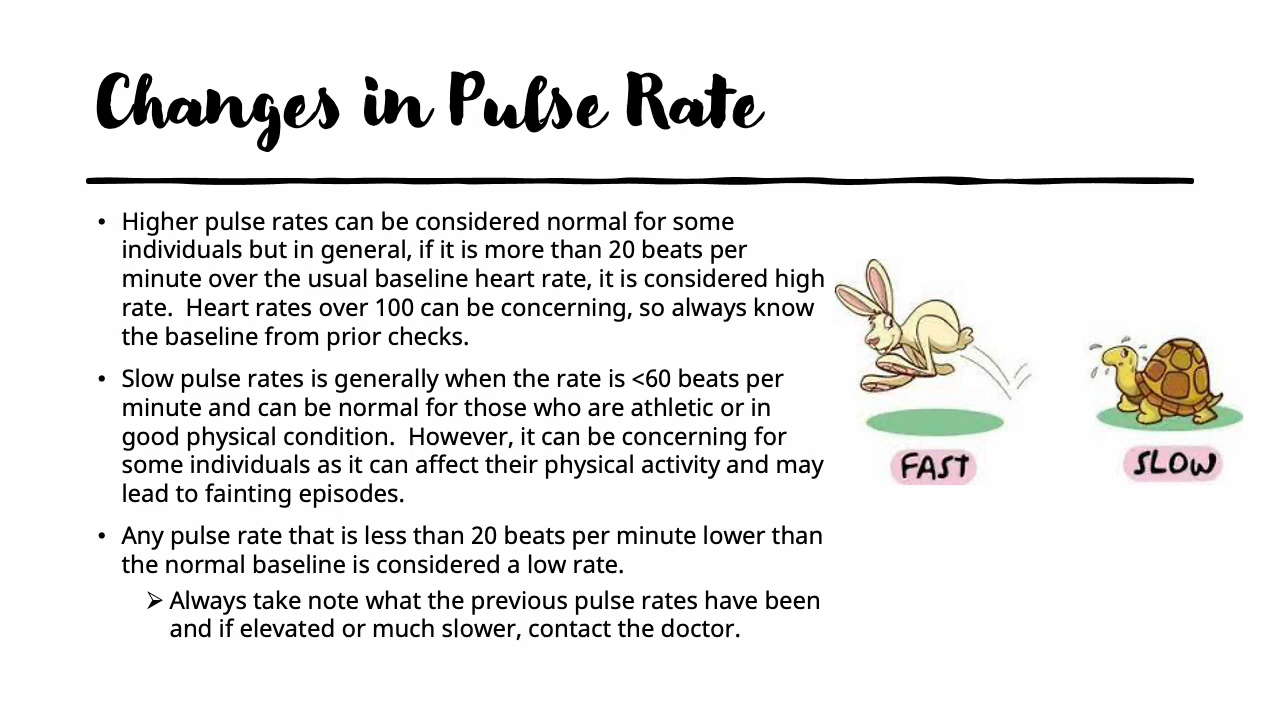 Changes in Pulse Rate
• Higher pulse rates can be considered normal for some
individuals but in general, if it is more than 20 beats per
minute over the usual baseline heart rate, it is considered high
rate.  Heart rates over 100 can be concerning, so always know
the baseline from prior checks.
• Slow pulse rates is generally when the rate is <60 beats per
minute and can be normal for those who are athletic or in
good physical condition.  However, it can be concerning for
some individuals as it can affect their physical activity and may
lead to fainting episodes.
• Any pulse rate that is less than 20 beats per minute lower than
the normal baseline is considered a low rate.
➢ Always take note what the previous pulse rates have been
and if elevated or much slower, contact the doctor.
FAST
SLOW